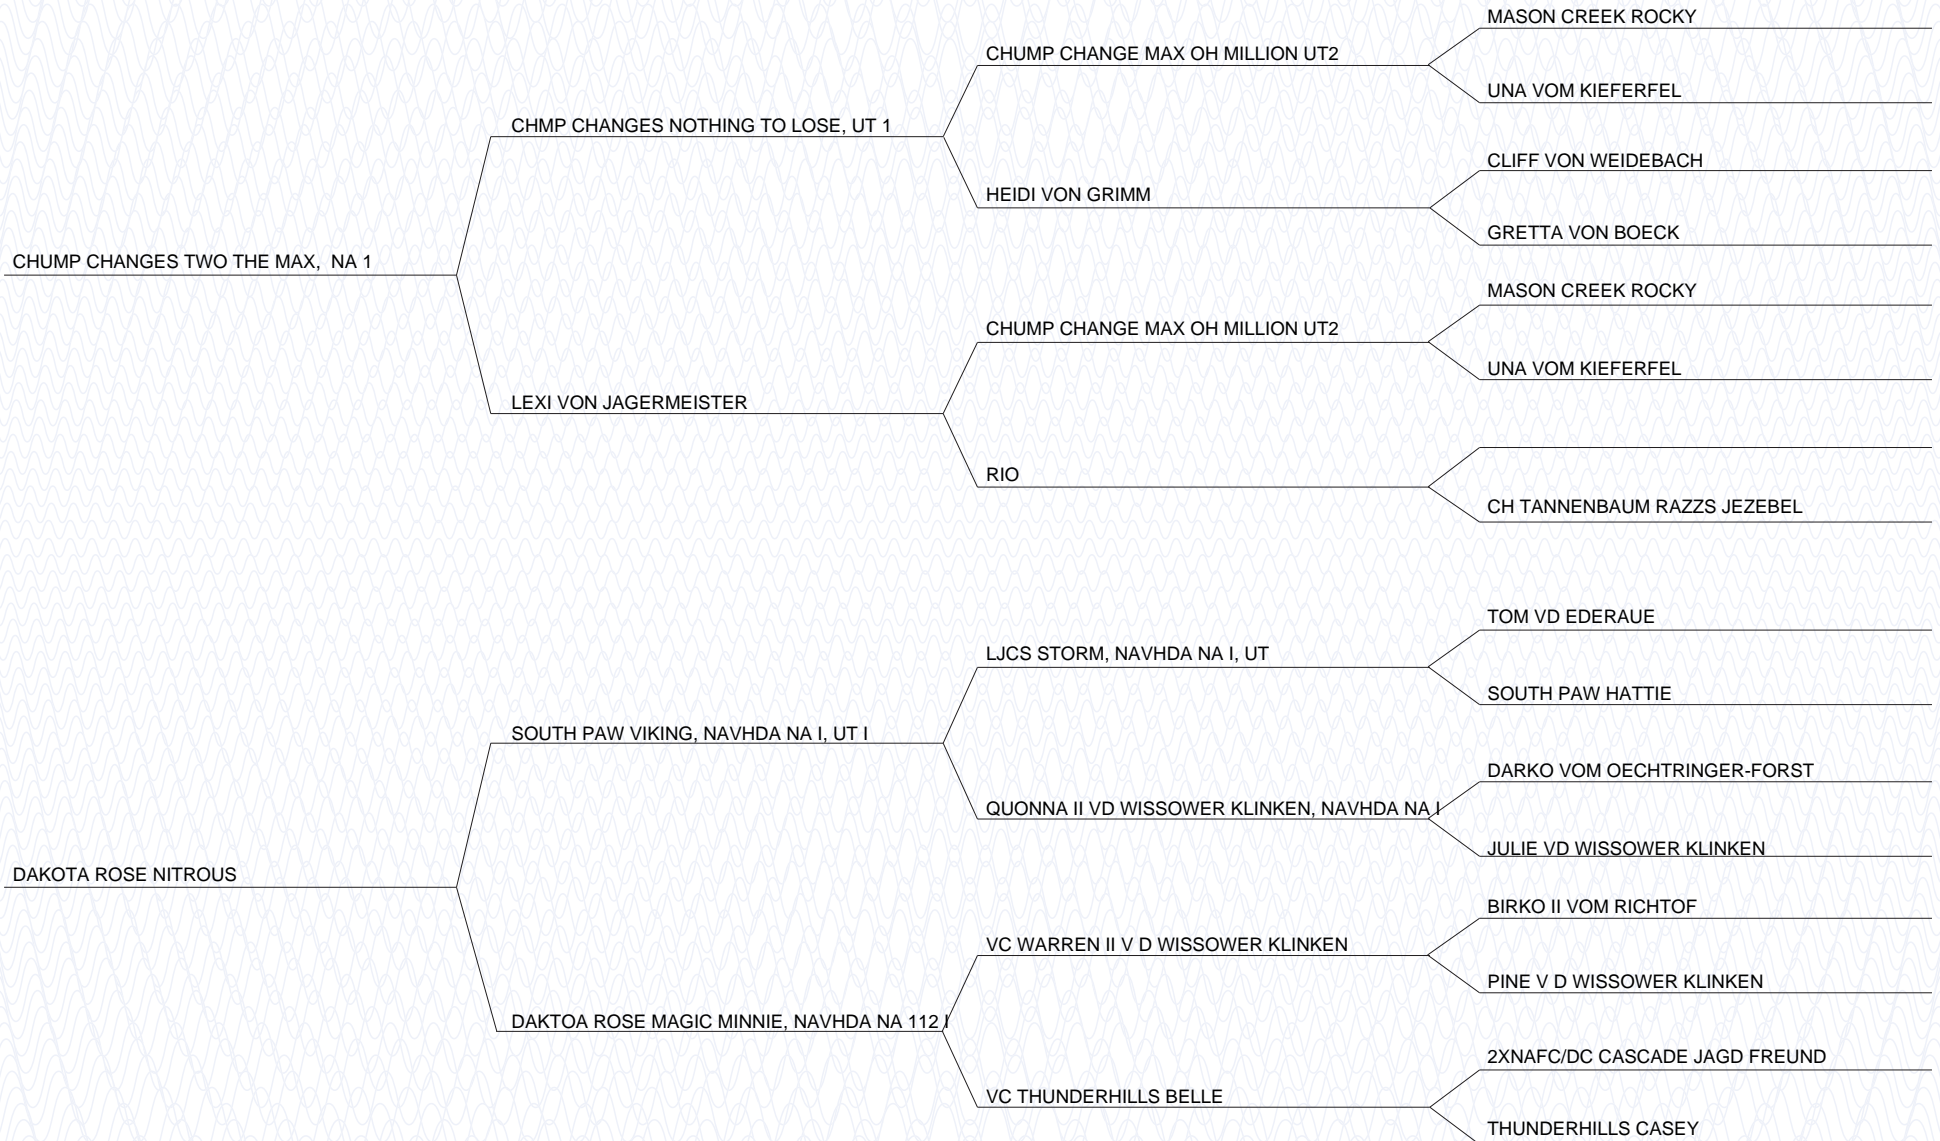 MASON CREEK ROCKY
CHUMP CHANGE MAX OH MILLION UT2
UNA VOM KIEFERFEL
CHMP CHANGES NOTHING TO LOSE, UT 1
CLIFF VON WEIDEBACH
HEIDI VON GRIMM
GRETTA VON BOECK
CHUMP CHANGES TWO THE MAX,  NA 1
MASON CREEK ROCKY
CHUMP CHANGE MAX OH MILLION UT2
UNA VOM KIEFERFEL
LEXI VON JAGERMEISTER
RIO
CH TANNENBAUM RAZZS JEZEBEL
TOM VD EDERAUE
LJCS STORM, NAVHDA NA I, UT
SOUTH PAW HATTIE
SOUTH PAW VIKING, NAVHDA NA I, UT I
DARKO VOM OECHTRINGER-FORST
QUONNA II VD WISSOWER KLINKEN, NAVHDA NA I
JULIE VD WISSOWER KLINKEN
DAKOTA ROSE NITROUS
BIRKO II VOM RICHTOF
VC WARREN II V D WISSOWER KLINKEN
PINE V D WISSOWER KLINKEN
DAKTOA ROSE MAGIC MINNIE, NAVHDA NA 112 I
2XNAFC/DC CASCADE JAGD FREUND
VC THUNDERHILLS BELLE
THUNDERHILLS CASEY